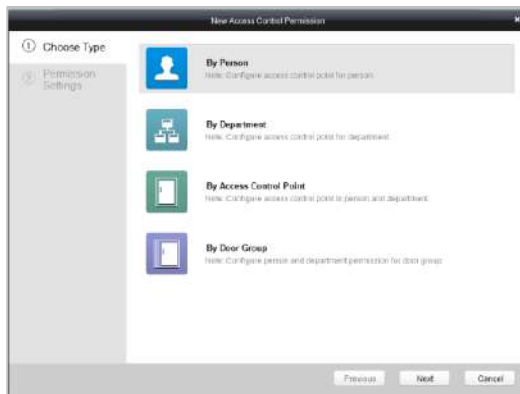 New Access Control Permission
1 Choose Type
2 Permission
Settings
By Person
Note: Configure access control point for person.
By Department
Note: Configure access control point for department.
By Access Control Point
Note: Configure access control point to person and department.
By Door Group
Note: Configure person and department permission for door group.
Previous Next Cancel